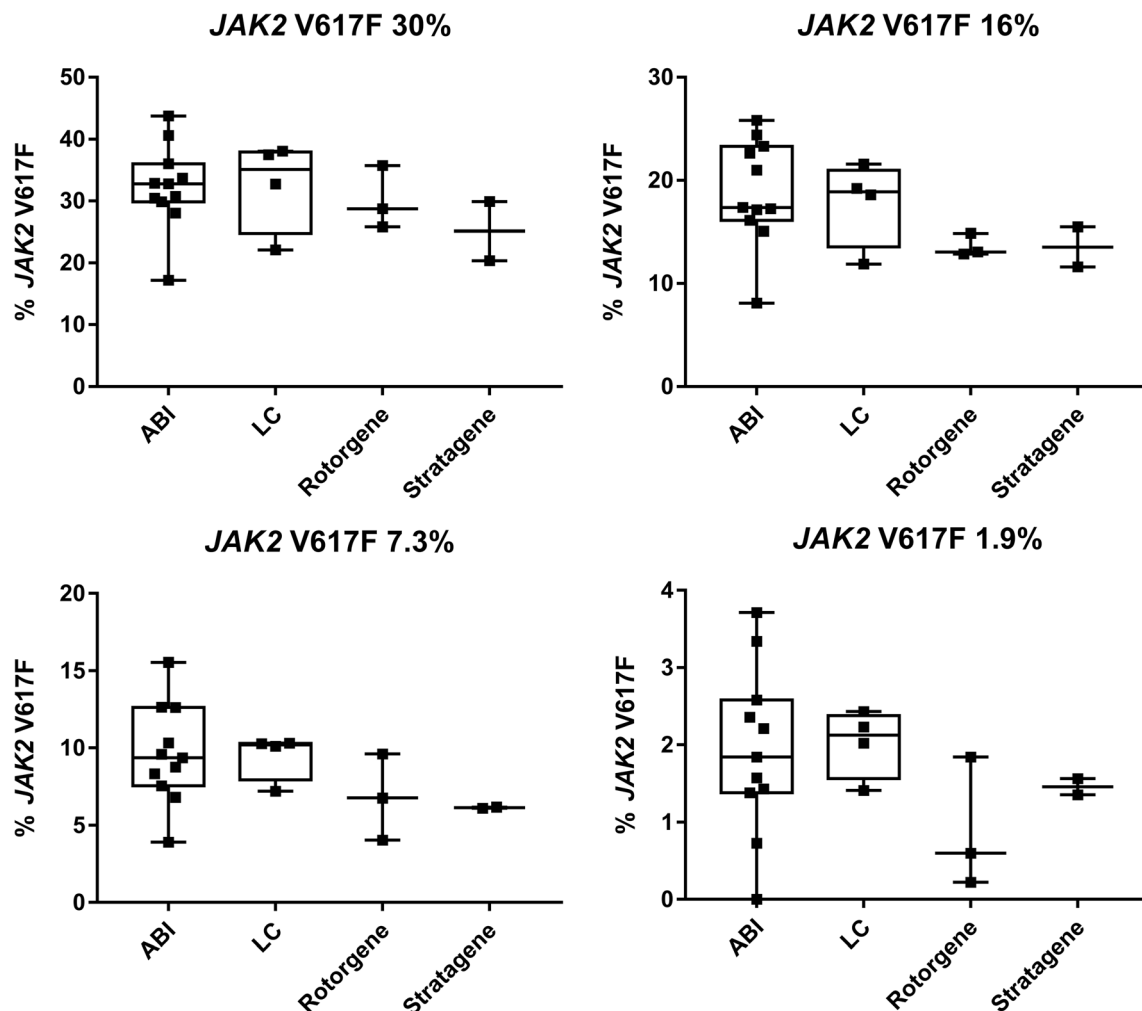 JAK2 V617F 30%
50
40
30
20
10
0
% JAK2 V617F
ABI
LC
Rotorgene
Stratagene
JAK2 V617F 16%
30
20
10
0
% JAK2 V617F
ABI
LC
Rotorgene
Stratagene
JAK2 V617F 7.3%
20
15
10
5
0
% JAK2 V617F
ABI
LC
Rotorgene
Stratagene
JAK2 V617F 1.9%
4
3
2
1
0
% JAK2 V617F
ABI
LC
Rotorgene
Stratagene